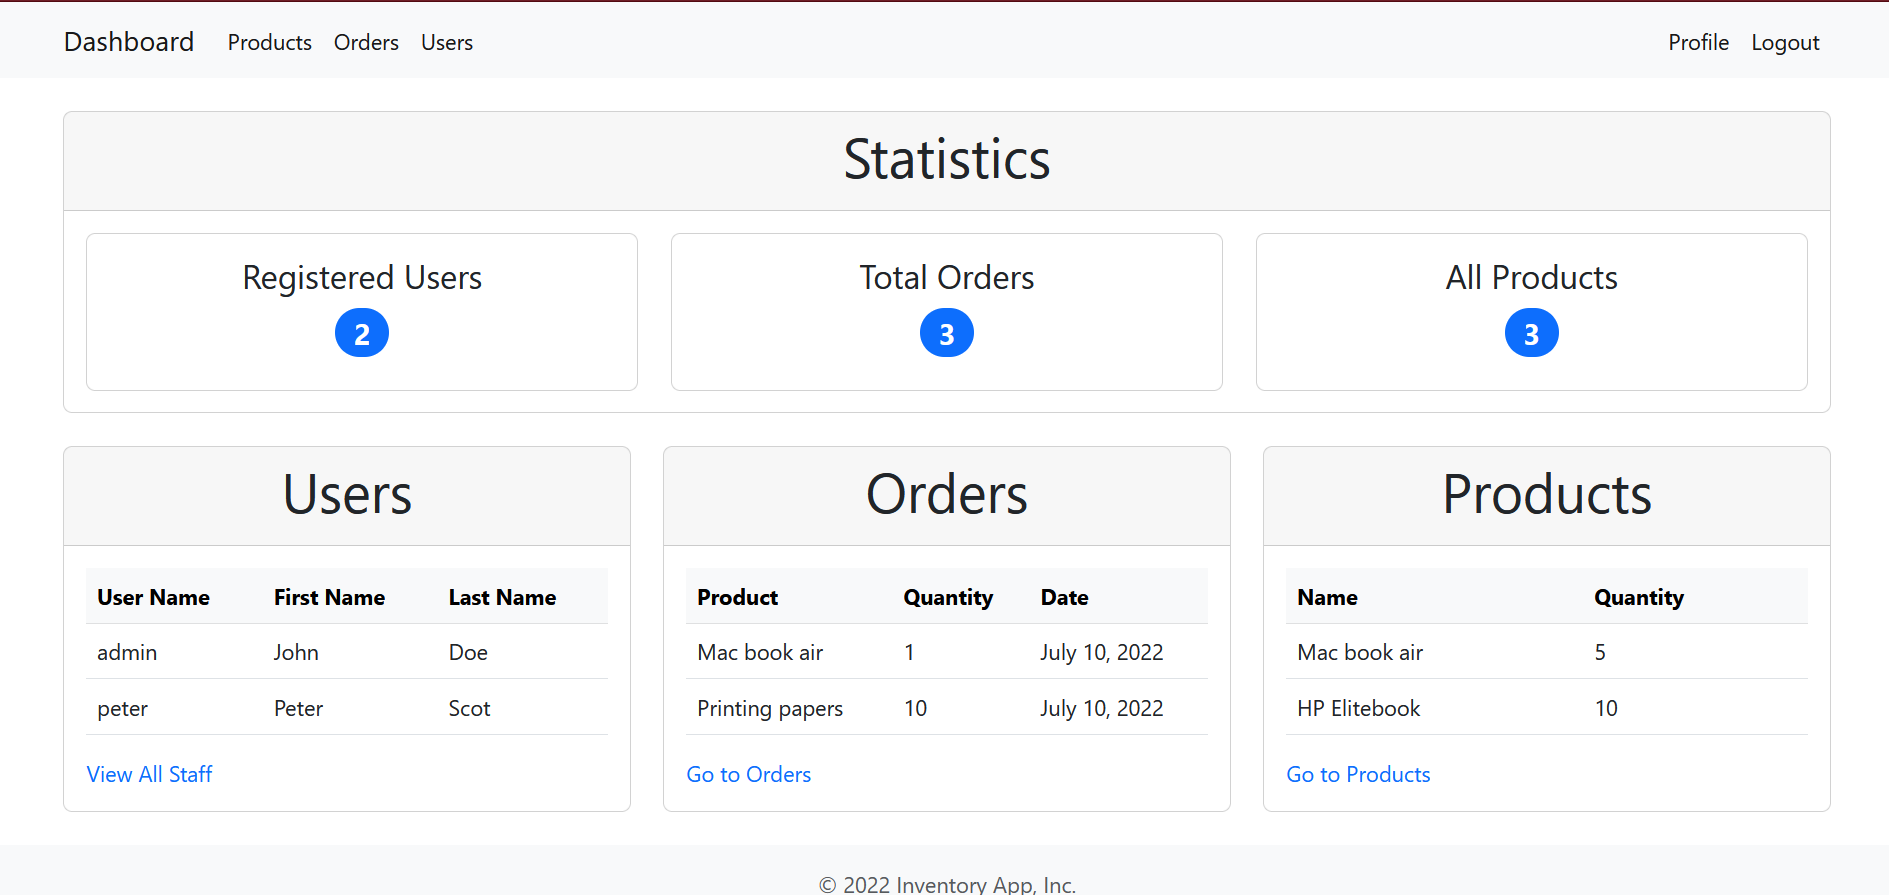 Dashboard Products Orders Users Profile Logout
Statistics
Registered Users Total Orders All Products
2 3 3
Users
User Name First Name Last Name
admin John Doe
peter Peter Scot
View All Staff
Orders
Product Quantity Date
Mac book air 1 July 10, 2022
Printing papers 10 July 10, 2022
Go to Orders
Products
Name Quantity
Mac book air 5
HP Elitebook 10
Go to Products
© 2022 Inventory App, Inc.